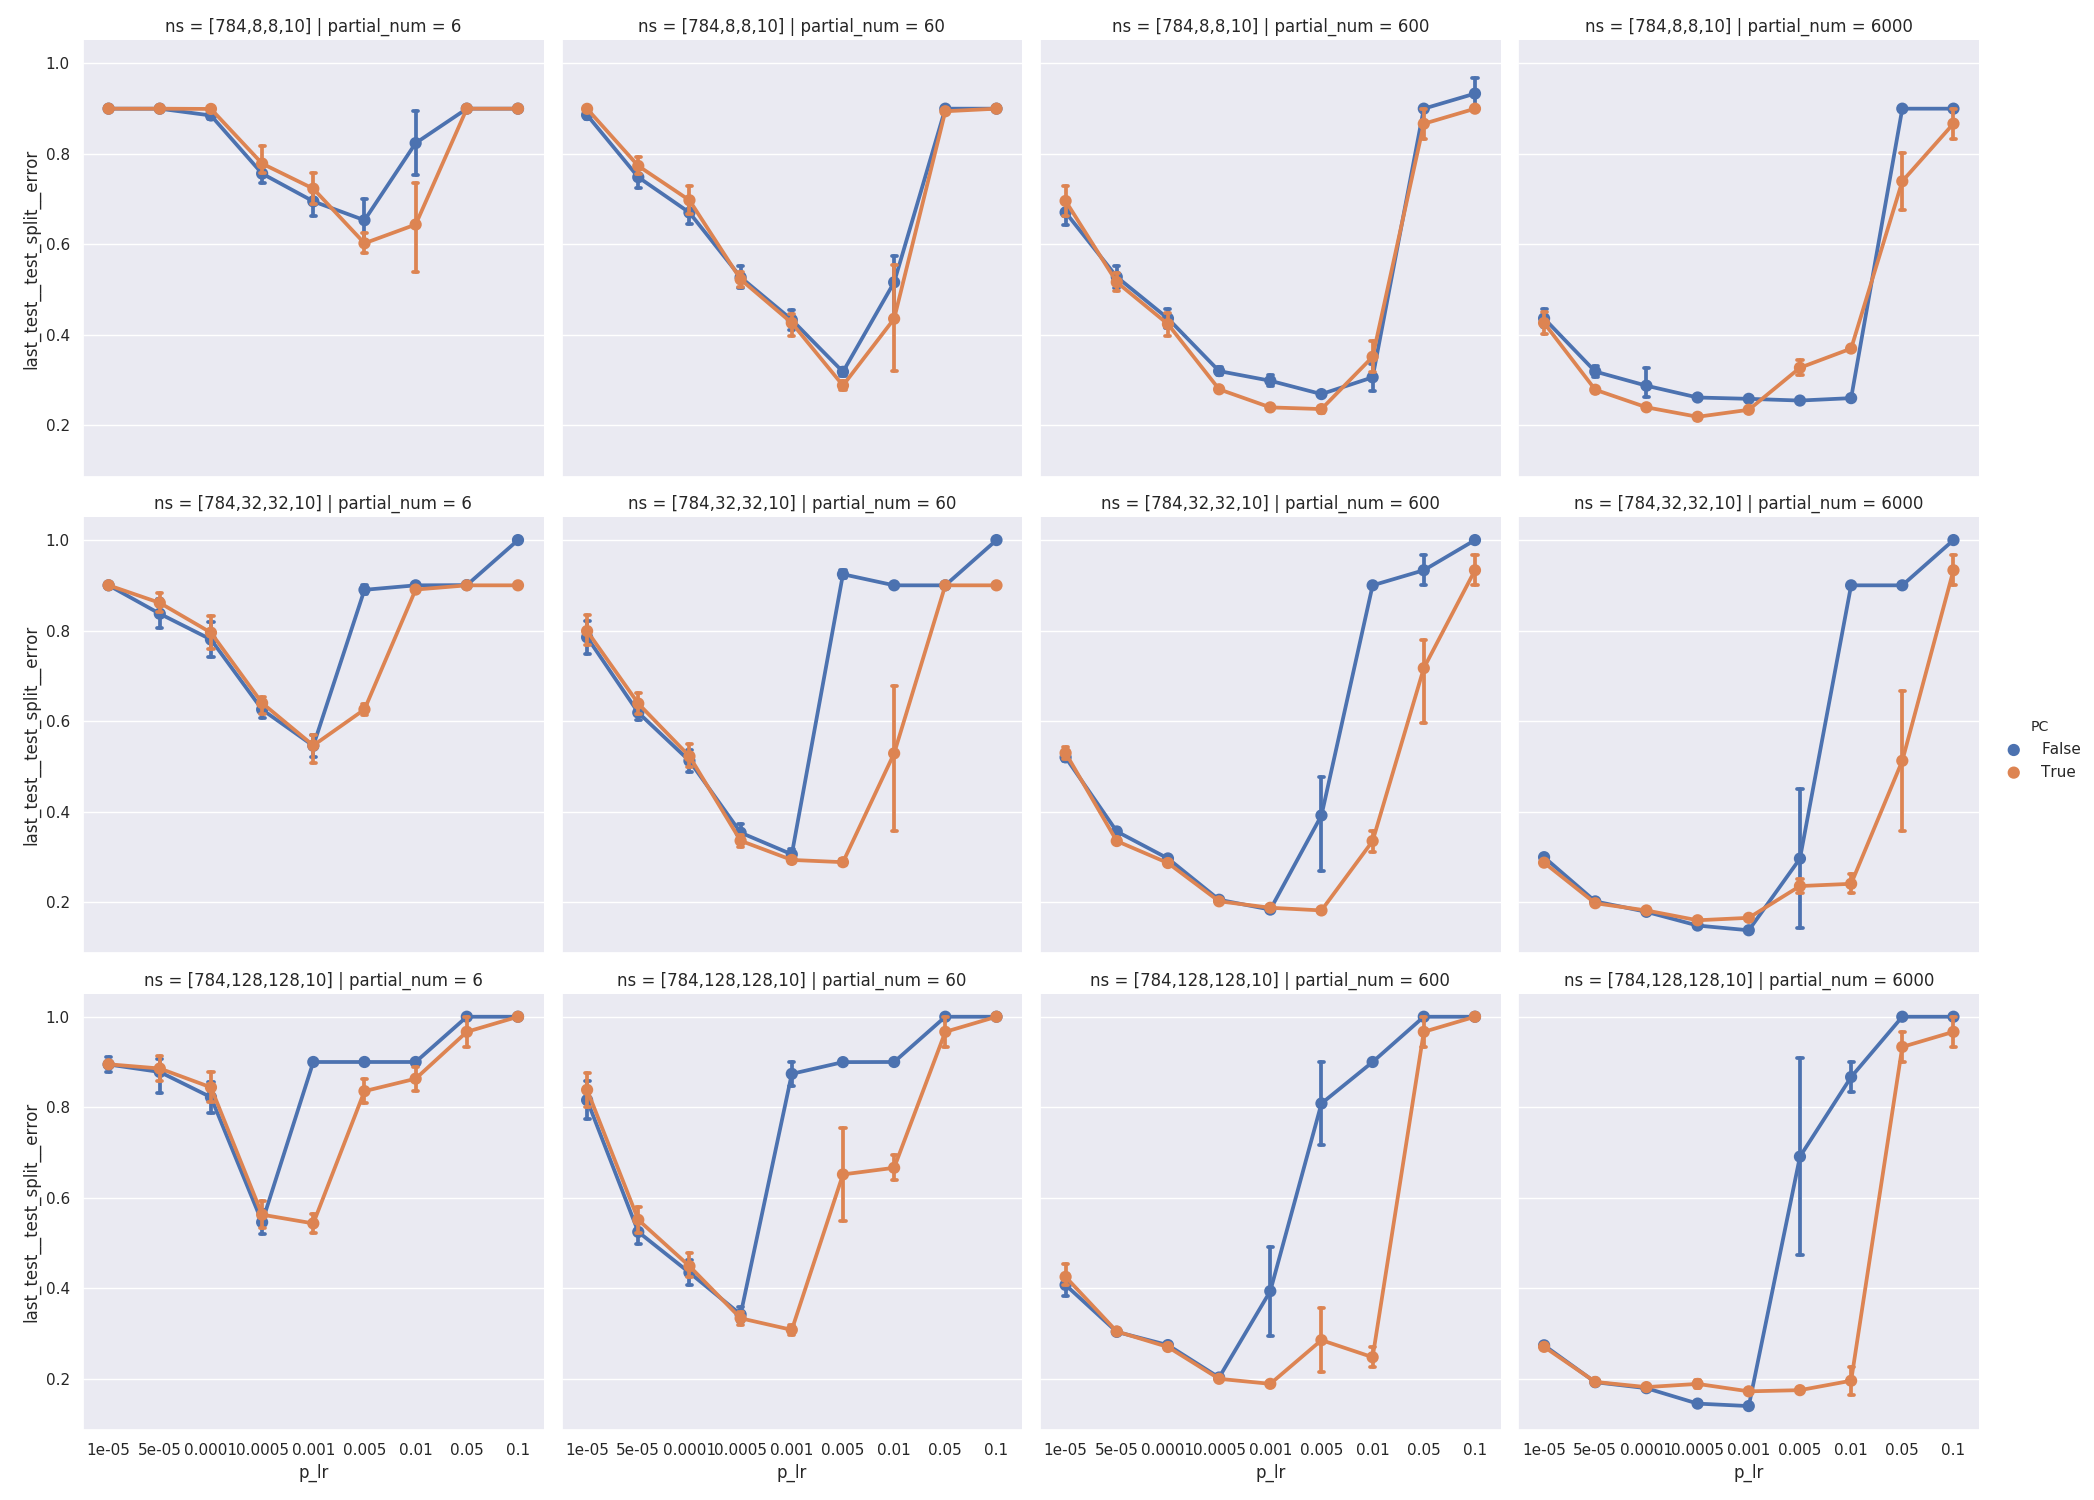 ns = [784,8,8,10] | partial_num = 6
ns = [784,8,8,10] | partial_num = 60
ns = [784,8,8,10] | partial_num = 600
ns = [784,8,8,10] | partial_num = 6000
1.0
0.8
0.6
0.4
0.2
last_test__test_split__error
ns = [784,32,32,10] | partial_num = 6
ns = [784,32,32,10] | partial_num = 60
ns = [784,32,32,10] | partial_num = 600
ns = [784,32,32,10] | partial_num = 6000
1.0
0.8
0.6
0.4
0.2
last_test__test_split__error
PC
False
True
ns = [784,128,128,10] | partial_num = 6
ns = [784,128,128,10] | partial_num = 60
ns = [784,128,128,10] | partial_num = 600
ns = [784,128,128,10] | partial_num = 6000
1.0
0.8
0.6
0.4
0.2
last_test__test_split__error
1e-05 5e-05 0.0001 0.0005 0.001 0.005 0.01 0.05 0.1
p_lr
1e-05 5e-05 0.0001 0.0005 0.001 0.005 0.01 0.05 0.1
p_lr
1e-05 5e-05 0.0001 0.0005 0.001 0.005 0.01 0.05 0.1
p_lr
1e-05 5e-05 0.0001 0.0005 0.001 0.005 0.01 0.05 0.1
p_lr